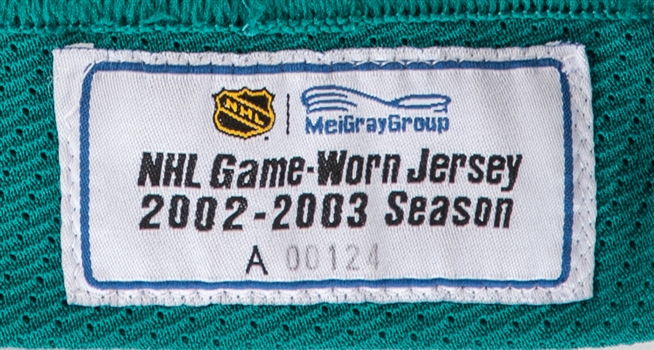 NHL | MeiGrayGroup
NHL Game-Worn Jersey
2002-2003 Season
A 00124